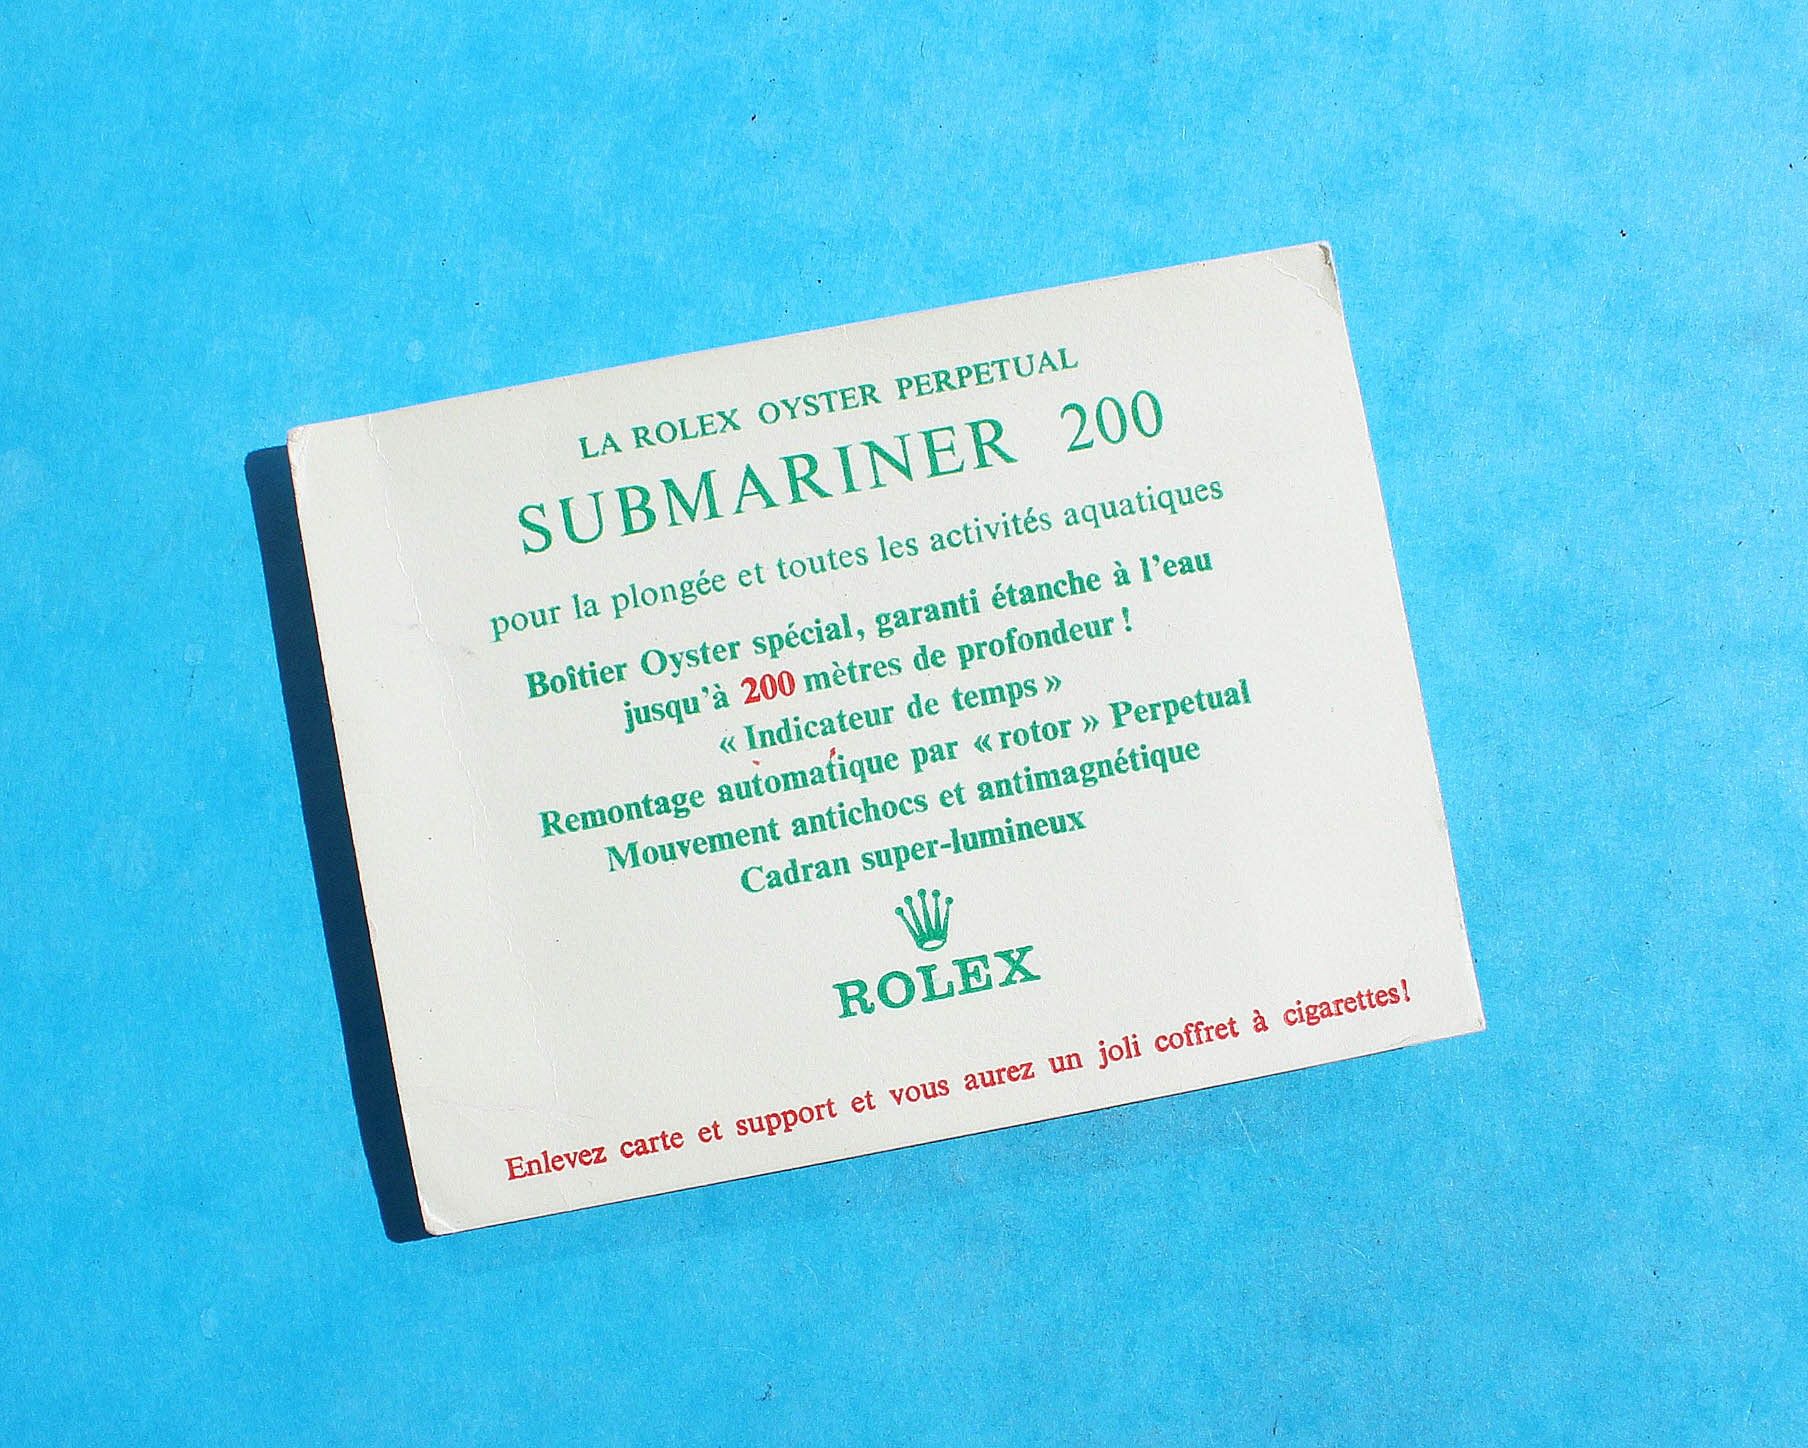 LA ROLEX OYSTER PERPETUAL
SUBMARINER 200
pour la plongée et toutes les activités aquatiques
Boîtier Oyster spécial, garanti étanche à l'eau
jusqu'à 200 mètres de profondeur !
« Indicateur de temps »
Remontage automatique par « rotor » Perpetual
Mouvement antichocs et antimagnétique
Cadran super-lumineux
ROLEX
Enlevez carte et support et vous aurez un joli coffret à cigarettes!